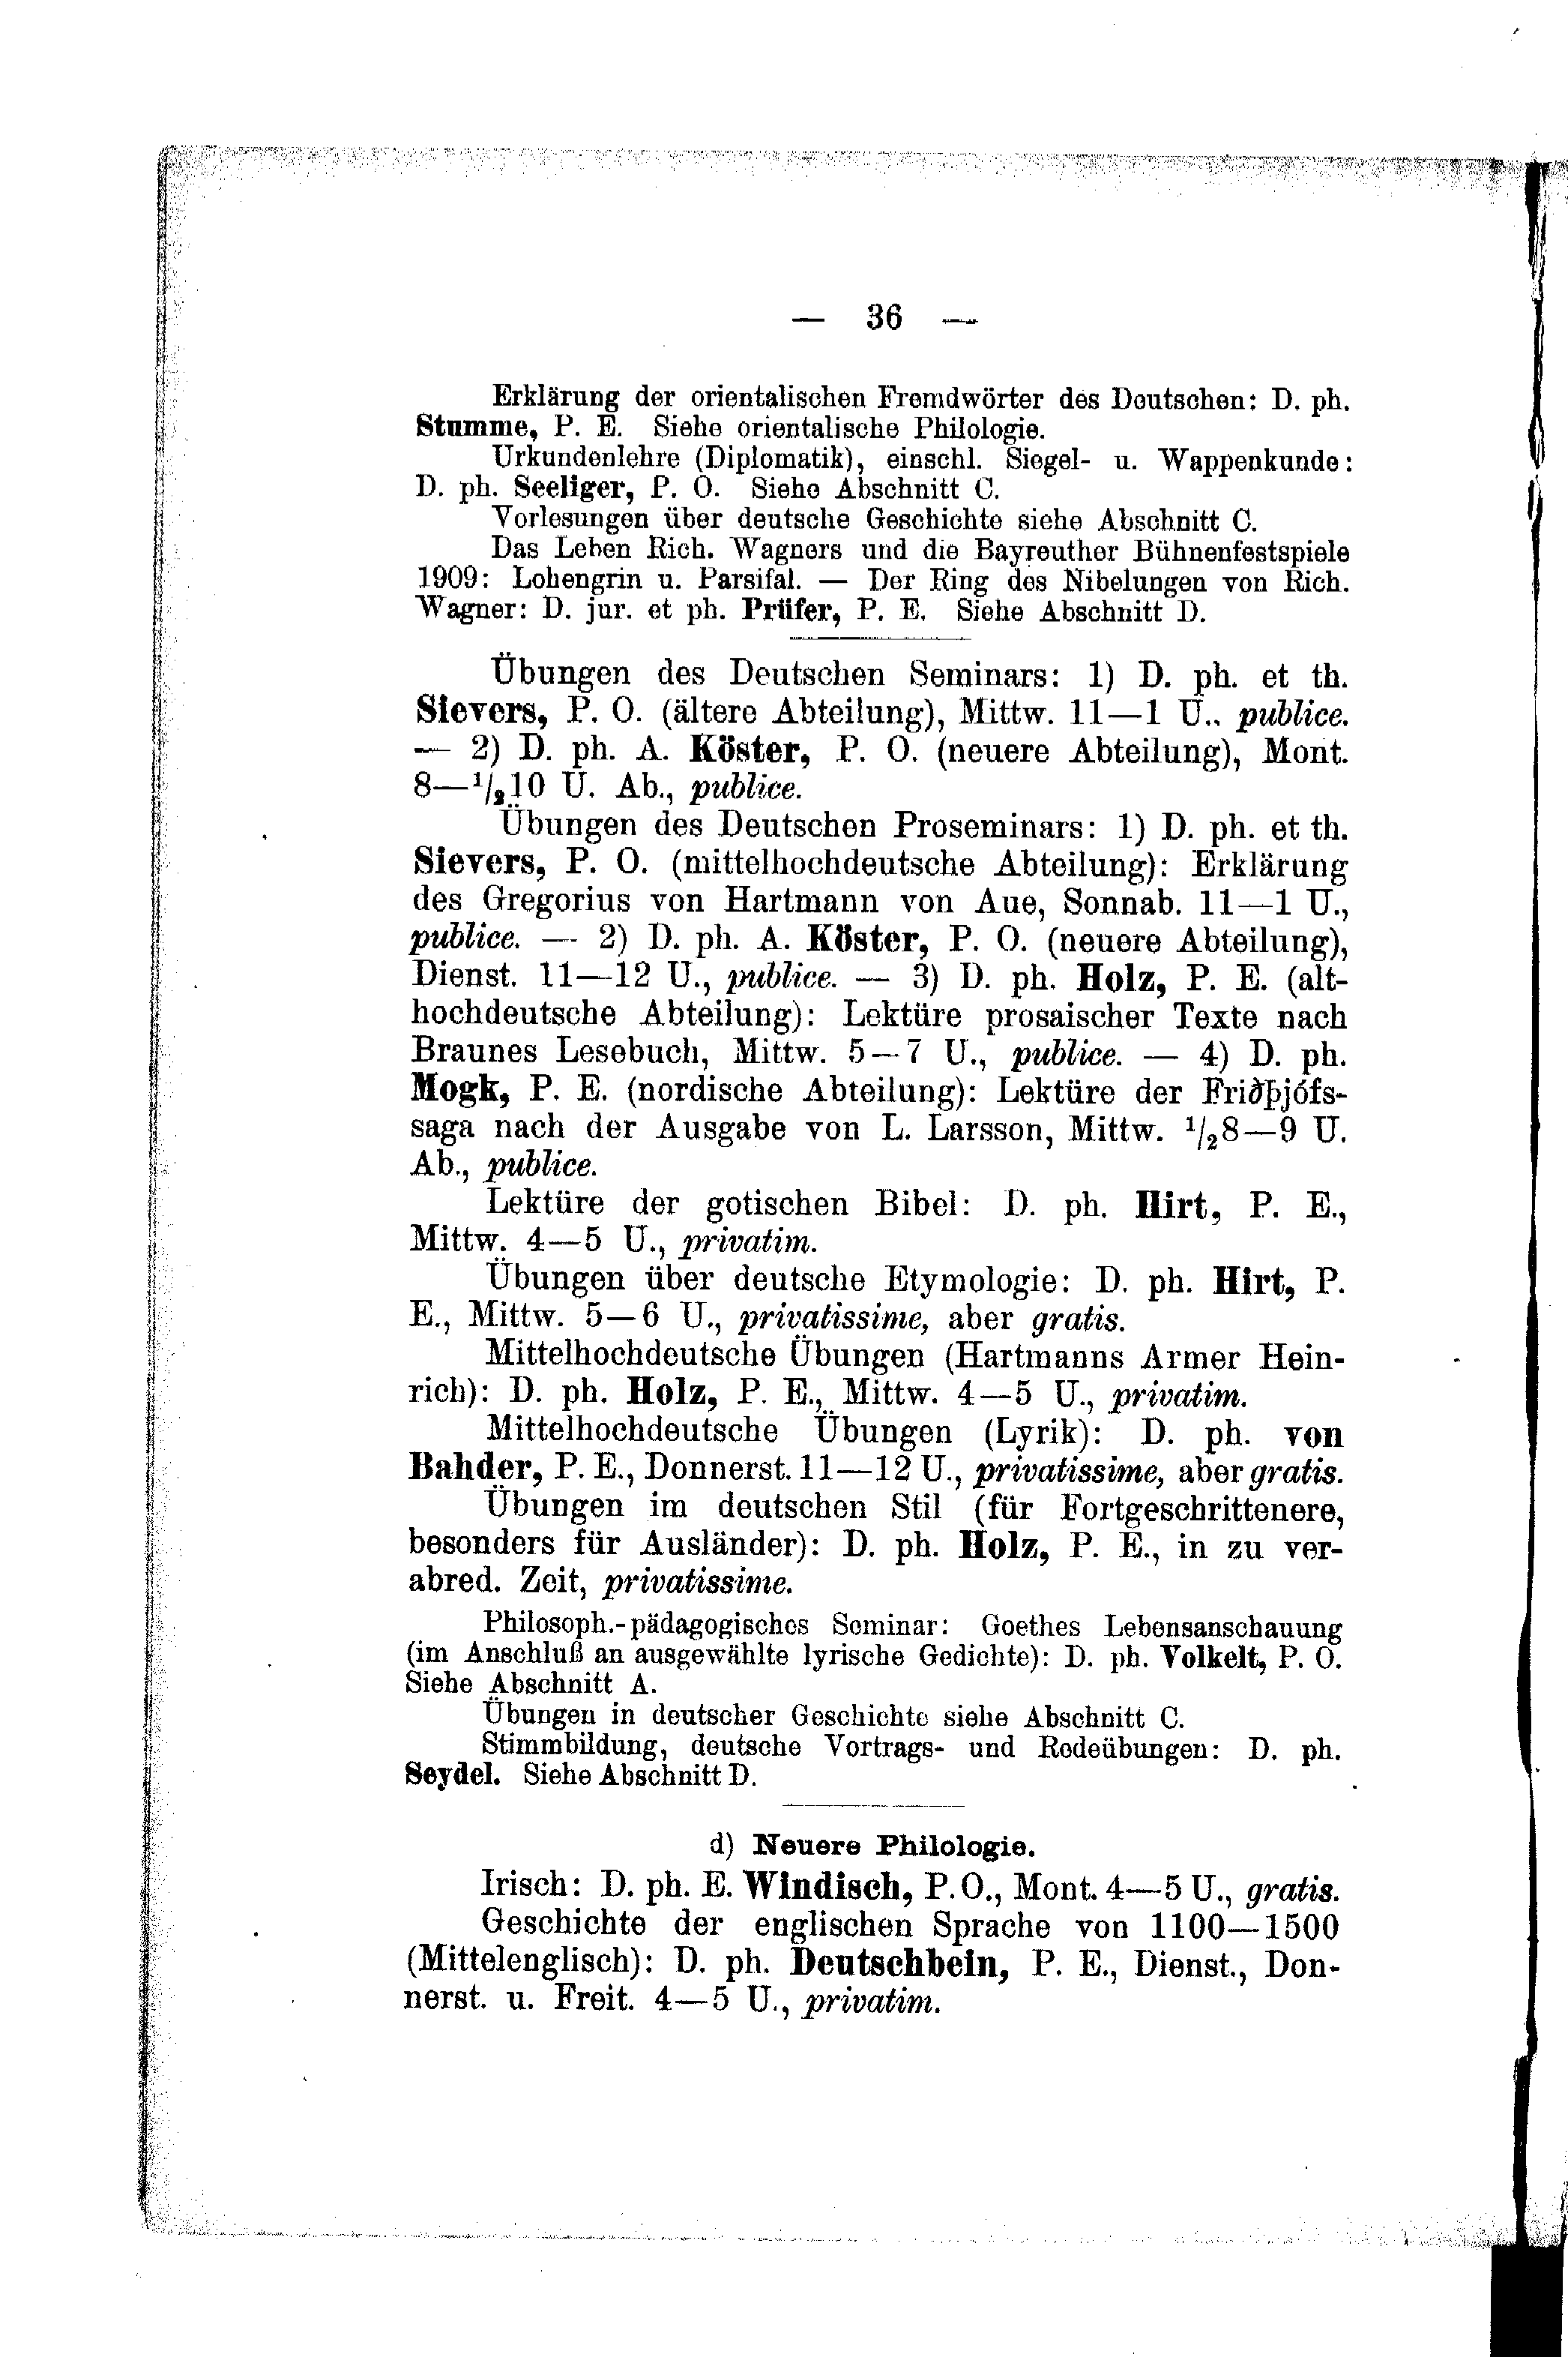 — 36 —
Erklärung der orientalischen Fremdwörter des Deutschen: D. ph.
Stumme, P. E. Siehe orientalische Philologie.
Urkundenlehre (Diplomatik), einschl. Siegel- u. Wappenkunde:
D. ph. Seeliger, P. O. Siehe Abschnitt C.
Vorlesungen über deutsche Geschichte siehe Abschnitt C.
Das Leben Rich. Wagners und die Bayreuther Bühnenfestspiele
1909: Lohengrin u. Parsifal. — Der Ring des Nibelungen von Rich.
Wagner: D. jur. et ph. Prüfer, P. E. Siehe Abschnitt D.
Übungen des Deutschen Seminars: 1) D. ph. et th.
Sievers, P. O. (ältere Abteilung), Mittw. 11—1 U., publice.
— 2) D. ph. A. Köster, P. O. (neuere Abteilung), Mont.
8—1/2 10 U. Ab., publice.
Übungen des Deutschen Proseminars: 1) D. ph. et th.
Sievers, P. O. (mittelhochdeutsche Abteilung): Erklärung
des Gregorius von Hartmann von Aue, Sonnab. 11—1 U.,
publice. — 2) D. ph. A. Köster, P. O. (neuere Abteilung),
Dienst. 11—12 U., publice. — 3) D. ph. Holz, P. E. (alt-
hochdeutsche Abteilung): Lektüre prosaischer Texte nach
Braunes Lesebuch, Mittw. 5—7 U., publice. — 4) D. ph.
Mogk, P. E. (nordische Abteilung): Lektüre der Friðþjófs-
saga nach der Ausgabe von L. Larsson, Mittw. 1/2 8—9 U.
Ab., publice.
Lektüre der gotischen Bibel: D. ph. Hirt, P. E.,
Mittw. 4—5 U., privatim.
Übungen über deutsche Etymologie: D. ph. Hirt, P.
E., Mittw. 5—6 U., privatissime, aber gratis.
Mittelhochdeutsche Übungen (Hartmanns Armer Hein-
rich): D. ph. Holz, P. E., Mittw. 4—5 U., privatim.
Mittelhochdeutsche Übungen (Lyrik): D. ph. von
Bahder, P. E., Donnerst. 11—12 U., privatissime, aber gratis.
Übungen im deutschen Stil (für Fortgeschrittenere,
besonders für Ausländer): D. ph. Holz, P. E., in zu ver-
abred. Zeit, privatissime.
Philosoph.-pädagogisches Seminar: Goethes Lebensanschauung
(im Anschluß an ausgewählte lyrische Gedichte): D. ph. Volkelt, P. O.
Siehe Abschnitt A.
Übungen in deutscher Geschichte siehe Abschnitt C.
Stimmbildung, deutsche Vortrags- und Redeübungen: D. ph.
Seydel. Siehe Abschnitt D.
d) Neuere Philologie.
Irisch: D. ph. E. Windisch, P. O., Mont. 4—5 U., gratis.
Geschichte der englischen Sprache von 1100—1500
(Mittelenglisch): D. ph. Deutschbein, P. E., Dienst., Don-
nerst. u. Freit. 4—5 U., privatim.